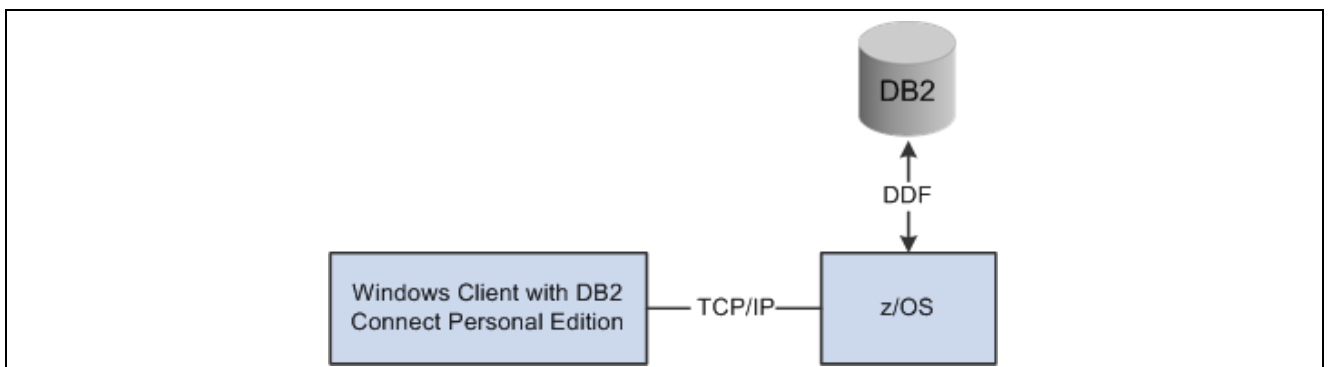 DB2
DDF
Windows Client with DB2
Connect Personal Edition
TCP/IP
z/OS